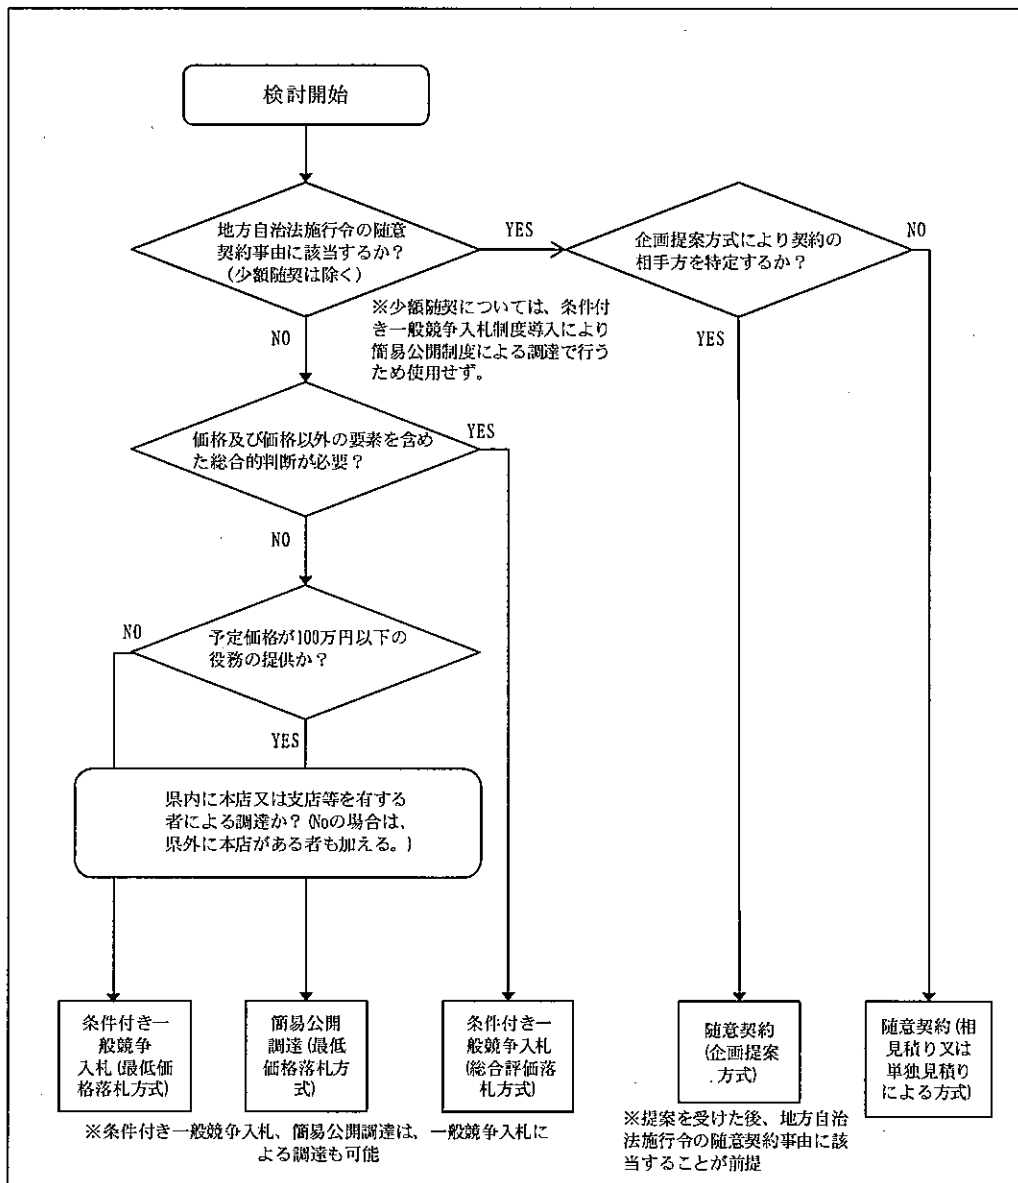 検討開始
地方自治法施行令の随意
契約事由に該当するか？
（少額随契は除く）
YES
企画提案方式により契約の
相手方を特定するか？
NO
※少額随契については、条件付
き一般競争入札制度導入により
簡易公開制度による調達で行う
ため使用せず。
NO
YES
価格及び価格以外の要素を含め
た総合的判断が必要？
YES
NO
予定価格が100万円以下の
役務の提供か？
NO
YES
県内に本店又は支店等を有する
者による調達か？(Noの場合は、
県外に本店がある者も加える。)
条件付き一
般競争
入札(最低価
格落札方式)
簡易公開
調達(最低
価格落札方
式)
条件付き一
般競争入札
(総合評価落
札方式)
随意契約
(企画提案
方式)
随意契約(相
見積り又は
単独見積り
による方式)
※条件付き一般競争入札、簡易公開調達は、一般競争入札に
よる調達も可能
※提案を受けた後、地方自治
法施行令の随意契約事由に該
当することが前提